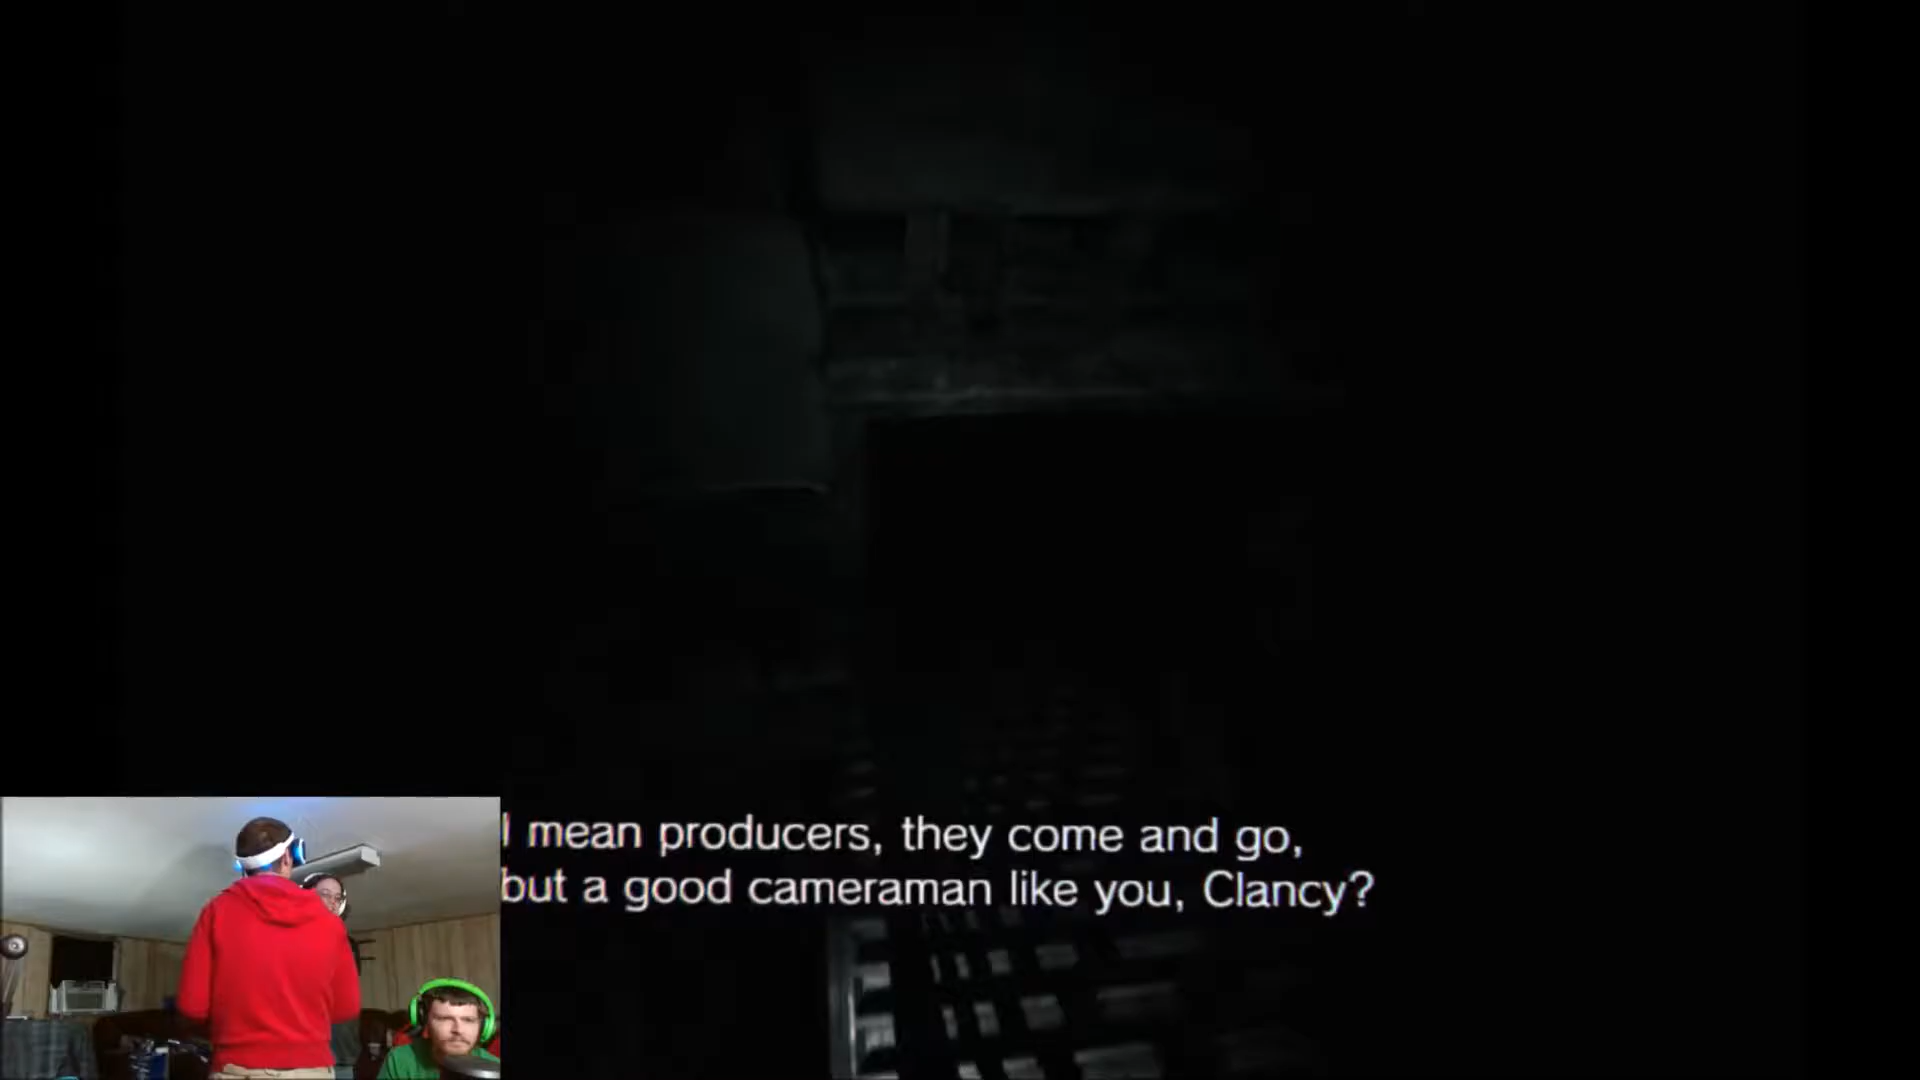 I mean producers, they come and go,
but a good cameraman like you, Clancy?